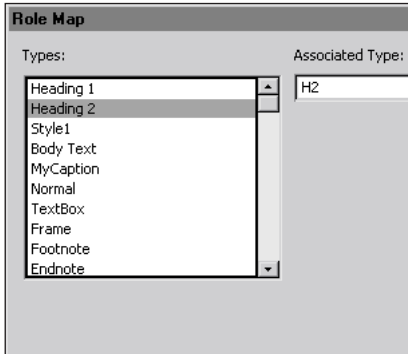 Role Map
Types:
Associated Type:
Heading 1
H2
Heading 2
Style1
Body Text
MyCaption
Normal
TextBox
Frame
Footnote
Endnote